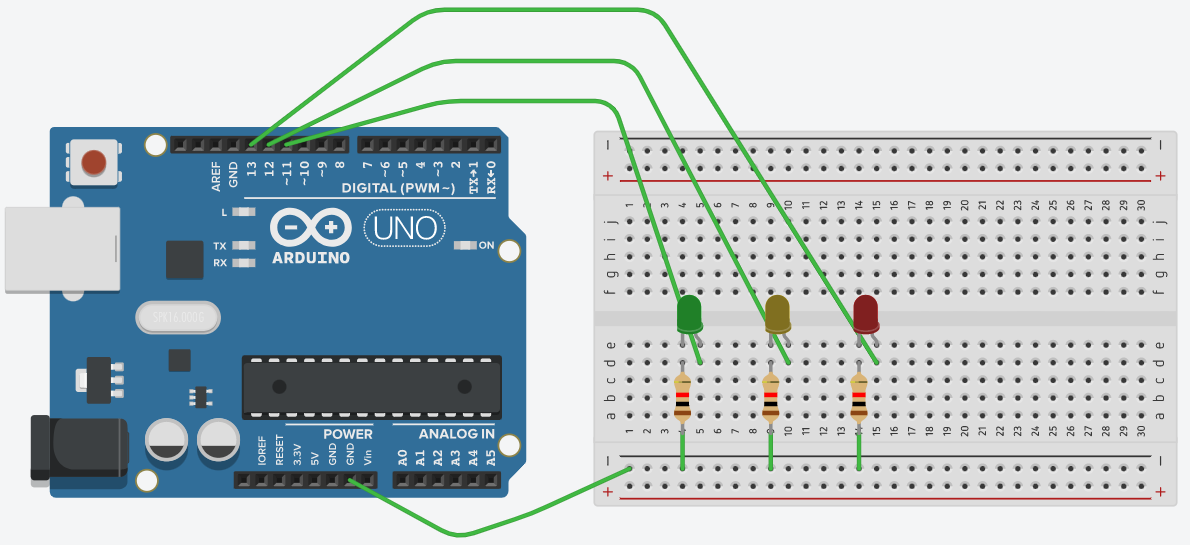 AREF
GND
13
12
~11
~10
~9
8
7
~6
~5
4
~3
2
TX→1
RX←0
DIGITAL (PWM~)
L
TX
RX
UNO
ARDUINO
ON
SPK16.000G
IOREF
RESET
3.3V
5V
GND
GND
Vin
POWER
ANALOG IN
A0
A1
A2
A3
A4
A5
− −
+ +
1 2 3 4 5 6 7 8 9 10 11 12 13 14 15 16 17 18 19 20 21 22 23 24 25 26 27 28 29 30
j j
i i
h h
g g
f f
e e
d d
c c
b b
a a
1 2 3 4 5 6 7 8 9 10 11 12 13 14 15 16 17 18 19 20 21 22 23 24 25 26 27 28 29 30
− −
+ +